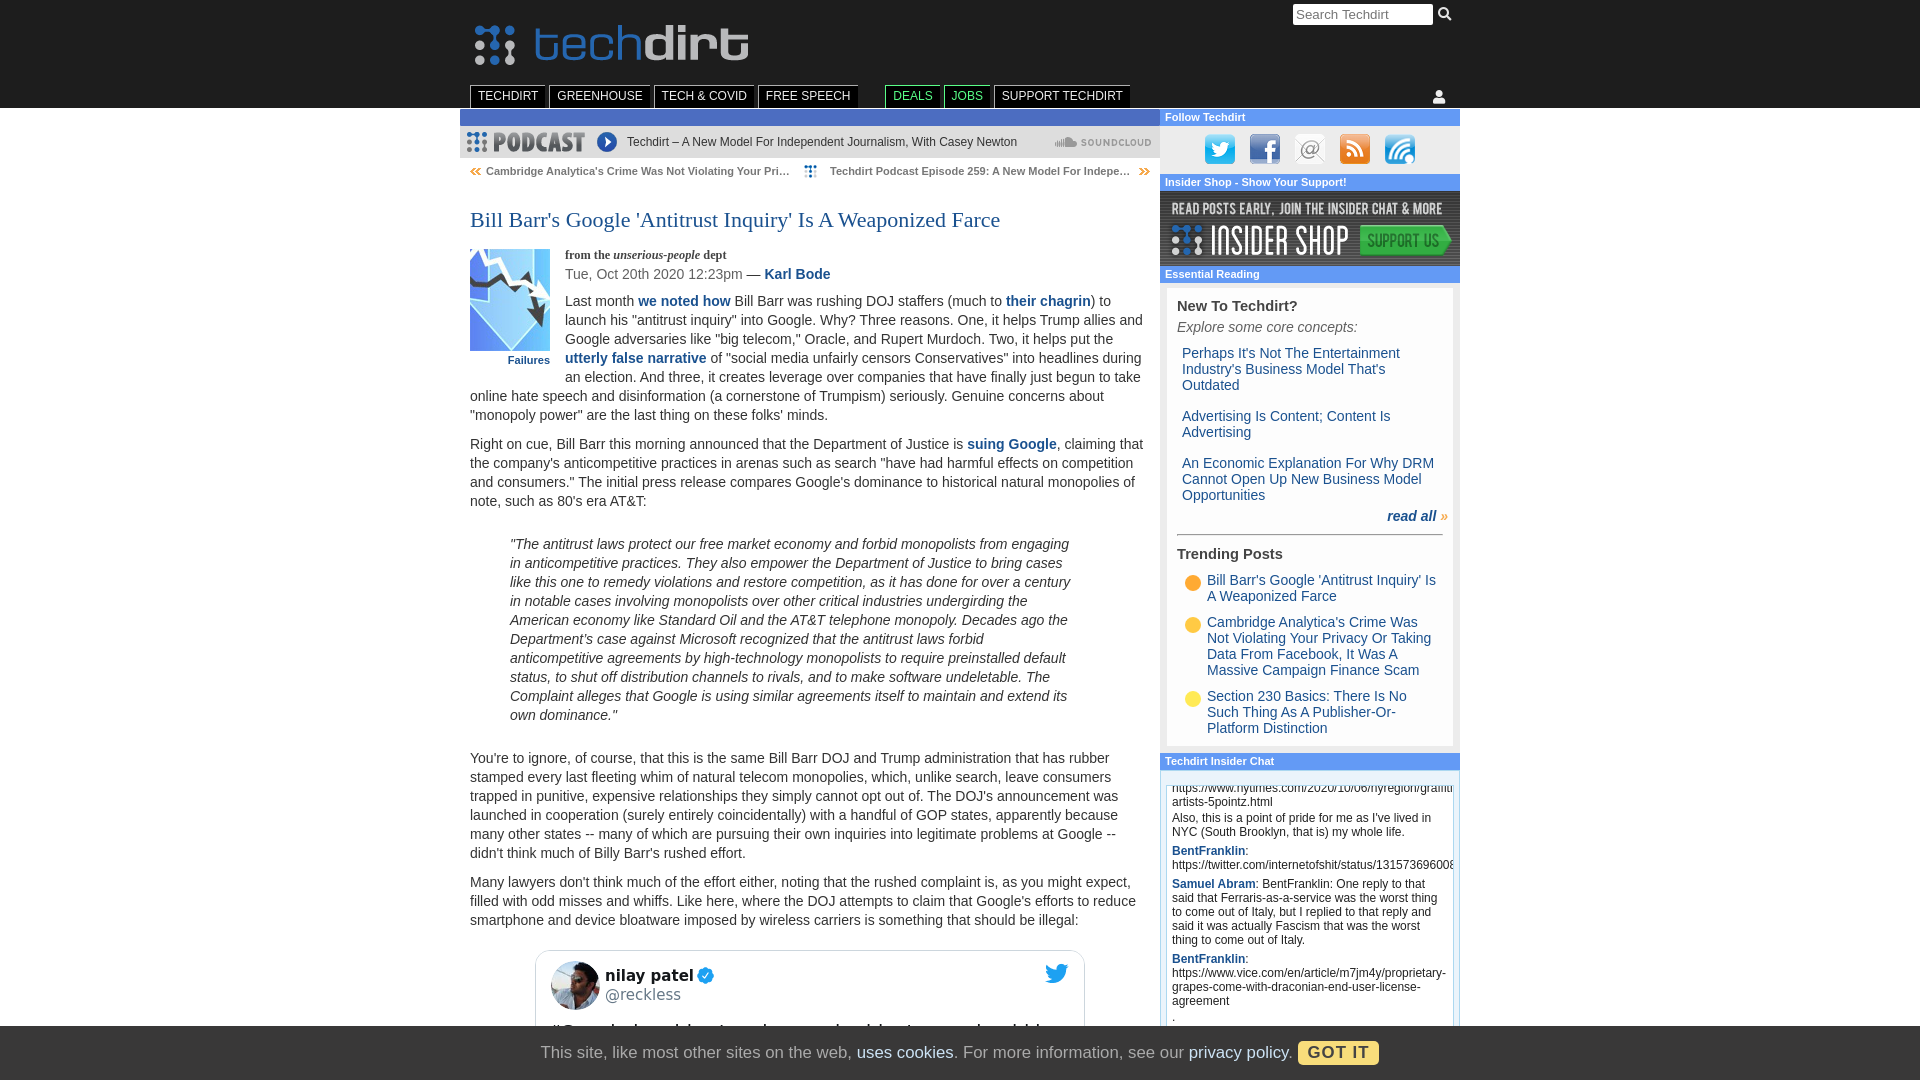 Search Techdirt
techdirt
TECHDIRT
GREENHOUSE
TECH & COVID
FREE SPEECH
DEALS
JOBS
SUPPORT TECHDIRT
PODCAST
Techdirt – A New Model For Independent Journalism, With Casey Newton
SOUNDCLOUD
Cambridge Analytica's Crime Was Not Violating Your Pri…
Techdirt Podcast Episode 259: A New Model For Indepe…
Bill Barr's Google 'Antitrust Inquiry' Is A Weaponized Farce
Failures
from the unserious-people dept
Tue, Oct 20th 2020 12:23pm — Karl Bode
Last month we noted how Bill Barr was rushing DOJ staffers (much to their chagrin) to
launch his "antitrust inquiry" into Google. Why? Three reasons. One, it helps Trump allies and
Google adversaries like "big telecom," Oracle, and Rupert Murdoch. Two, it helps put the
utterly false narrative of "social media unfairly censors Conservatives" into headlines during
an election. And three, it creates leverage over companies that have finally just begun to take
online hate speech and disinformation (a cornerstone of Trumpism) seriously. Genuine concerns about
"monopoly power" are the last thing on these folks' minds.
Right on cue, Bill Barr this morning announced that the Department of Justice is suing Google, claiming that
the company's anticompetitive practices in arenas such as search "have had harmful effects on competition
and consumers." The initial press release compares Google's dominance to historical natural monopolies of
note, such as 80's era AT&T:
"The antitrust laws protect our free market economy and forbid monopolists from engaging
in anticompetitive practices. They also empower the Department of Justice to bring cases
like this one to remedy violations and restore competition, as it has done for over a century
in notable cases involving monopolists over other critical industries undergirding the
American economy like Standard Oil and the AT&T telephone monopoly. Decades ago the
Department’s case against Microsoft recognized that the antitrust laws forbid
anticompetitive agreements by high-technology monopolists to require preinstalled default
status, to shut off distribution channels to rivals, and to make software undeletable. The
Complaint alleges that Google is using similar agreements itself to maintain and extend its
own dominance."
You're to ignore, of course, that this is the same Bill Barr DOJ and Trump administration that has rubber
stamped every last fleeting whim of natural telecom monopolies, which, unlike search, leave consumers
trapped in punitive, expensive relationships they simply cannot opt out of. The DOJ's announcement was
launched in cooperation (surely entirely coincidentally) with a handful of GOP states, apparently because
many other states -- many of which are pursuing their own inquiries into legitimate problems at Google --
didn't think much of Billy Barr's rushed effort.
Many lawyers don't think much of the effort either, noting that the rushed complaint is, as you might expect,
filled with odd misses and whiffs. Like here, where the DOJ attempts to claim that Google's efforts to reduce
smartphone and device bloatware imposed by wireless carriers is something that should be illegal:
nilay patel
@reckless
Follow Techdirt
Insider Shop - Show Your Support!
READ POSTS EARLY, JOIN THE INSIDER CHAT & MORE
INSIDER SHOP
SUPPORT US
Essential Reading
New To Techdirt?
Explore some core concepts:
Perhaps It's Not The Entertainment
Industry's Business Model That's
Outdated
Advertising Is Content; Content Is
Advertising
An Economic Explanation For Why DRM
Cannot Open Up New Business Model
Opportunities
read all »
Trending Posts
Bill Barr's Google 'Antitrust Inquiry' Is
A Weaponized Farce
Cambridge Analytica's Crime Was
Not Violating Your Privacy Or Taking
Data From Facebook, It Was A
Massive Campaign Finance Scam
Section 230 Basics: There Is No
Such Thing As A Publisher-Or-
Platform Distinction
Techdirt Insider Chat
https://www.nytimes.com/2020/10/06/nyregion/graffiti-
artists-5pointz.html
Also, this is a point of pride for me as I've lived in
NYC (South Brooklyn, that is) my whole life.
BentFranklin:
https://twitter.com/internetofshit/status/131573696008
Samuel Abram: BentFranklin: One reply to that
said that Ferraris-as-a-service was the worst thing
to come out of Italy, but I replied to that reply and
said it was actually Fascism that was the worst
thing to come out of Italy.
BentFranklin:
https://www.vice.com/en/article/m7jm4y/proprietary-
grapes-come-with-draconian-end-user-license-
agreement
.
This site, like most other sites on the web, uses cookies. For more information, see our privacy policy. GOT IT